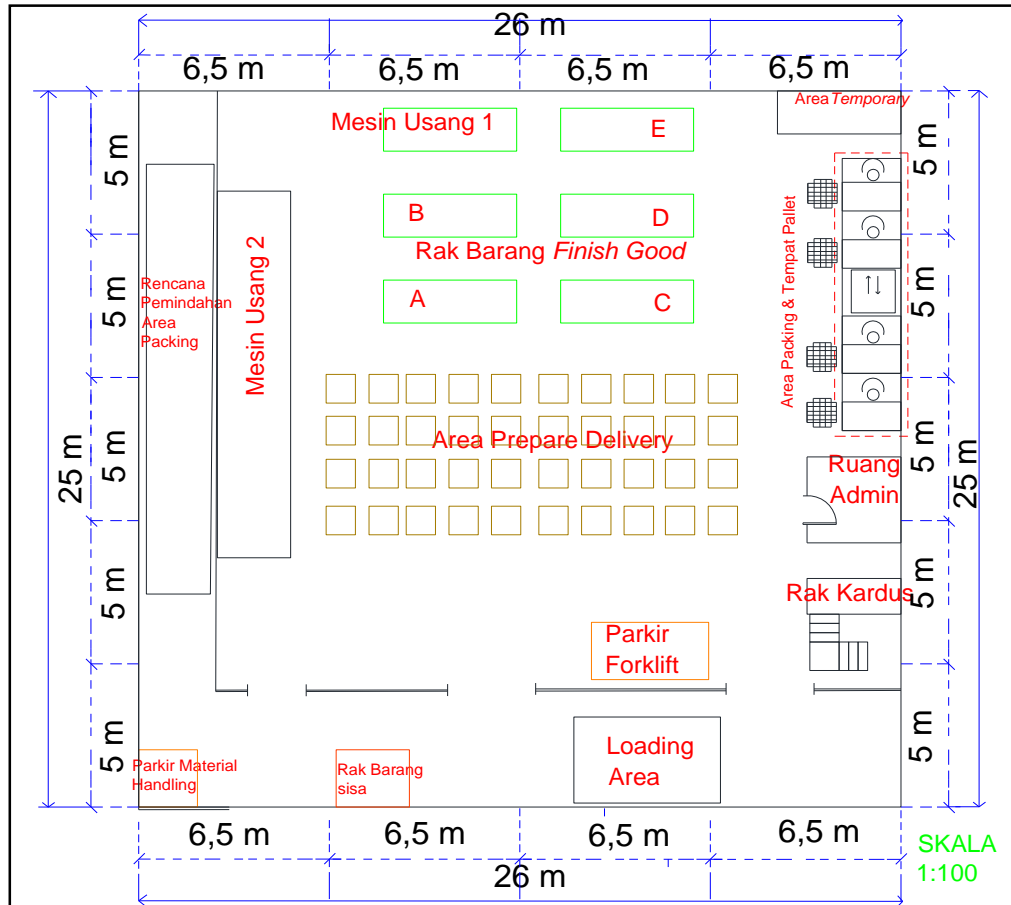 26 m
6,5 m 6,5 m 6,5 m 6,5 m
Area Temporary
Mesin Usang 1
E
5 m
5 m
B
D
Rak Barang Finish Good
Area Packing & Tempat Pallet
Mesin Usang 2
Rencana
Pemindahan
Area
Packing
5 m
5 m
A
C
25 m
5 m
Area Prepare Delivery
5 m
25 m
Ruang
Admin
5 m
5 m
Rak Kardus
Parkir
Forklift
5 m
5 m
Loading
Area
Parkir Material
Handling
Rak Barang
sisa
6,5 m 6,5 m 6,5 m 6,5 m
26 m
SKALA
1:100